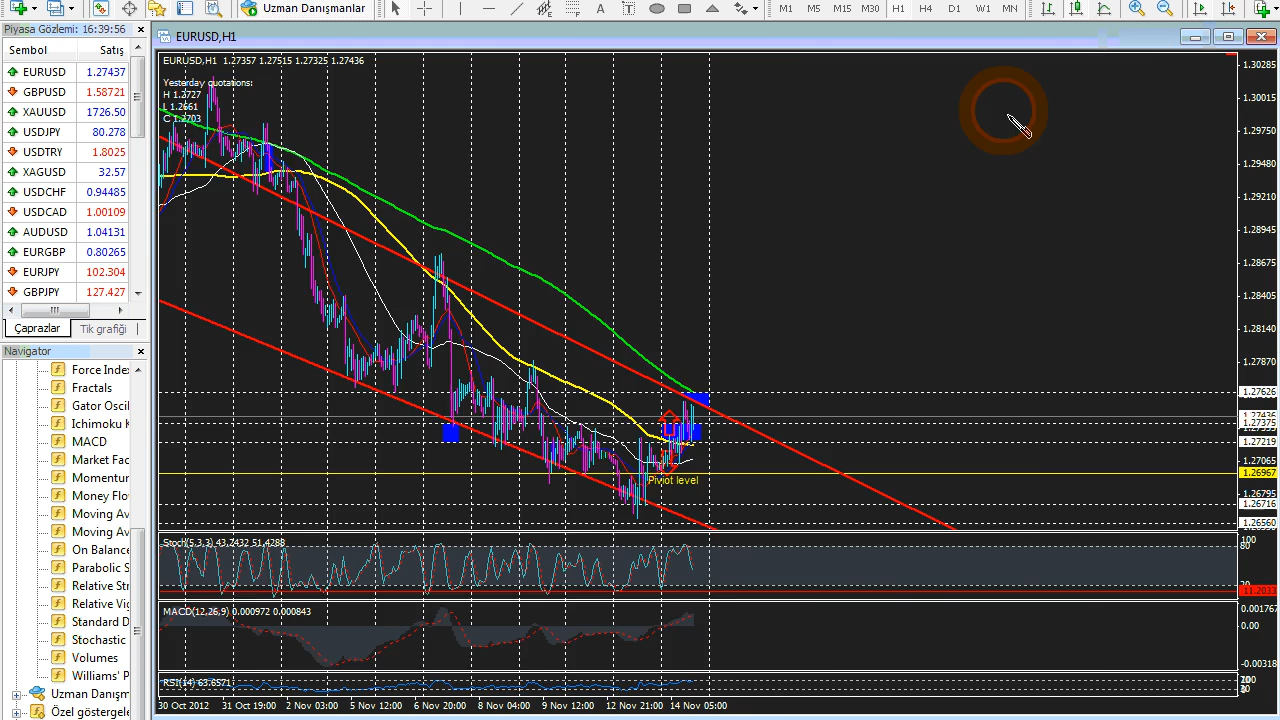 Uzman Danışmanlar
M1 M5 M15 M30 H1 H4 D1 W1 MN
Piyasa Gözlemi: 16:39:56
Sembol Satış
EURUSD 1.27437
GBPUSD 1.58721
XAUUSD 1726.50
USDJPY 80.278
USDTRY 1.8025
XAGUSD 32.57
USDCHF 0.94485
USDCAD 1.00109
AUDUSD 1.04131
EURGBP 0.80265
EURJPY 102.304
GBPJPY 127.427
Çaprazlar Tik grafiği
Navigator
Force Index
Fractals
Gator Oscil
Ichimoku K
MACD
Market Fac
Momentu
Money Flo
Moving Av
Moving Av
On Balance
Parabolic S
Relative Str
Relative Vig
Standard D
Stochastic
Volumes
Williams' P
Uzman Danışm
Özel göstergele
EURUSD,H1
EURUSD,H1 1.27357 1.27515 1.27325 1.27436
Yesterday quotations:
H 1.2727
L 1.2661
C 1.2703
Piviot level
1.30285
1.30015
1.29750
1.29480
1.29210
1.28945
1.28675
1.28405
1.28140
1.27870
1.27626
1.27436
1.27375
1.27219
1.27065
1.26967
1.26795
1.26716
1.26560
Stoch(5,3,3) 43.2432 51.4288
100
80
20
11.2033
MACD(12,26,9) 0.000972 0.000843
0.001767
0.00
-0.00318
RSI(14) 63.6571
30 Oct 2012 31 Oct 19:00 2 Nov 03:00 5 Nov 12:00 6 Nov 20:00 8 Nov 04:00 9 Nov 12:00 12 Nov 21:00 14 Nov 05:00